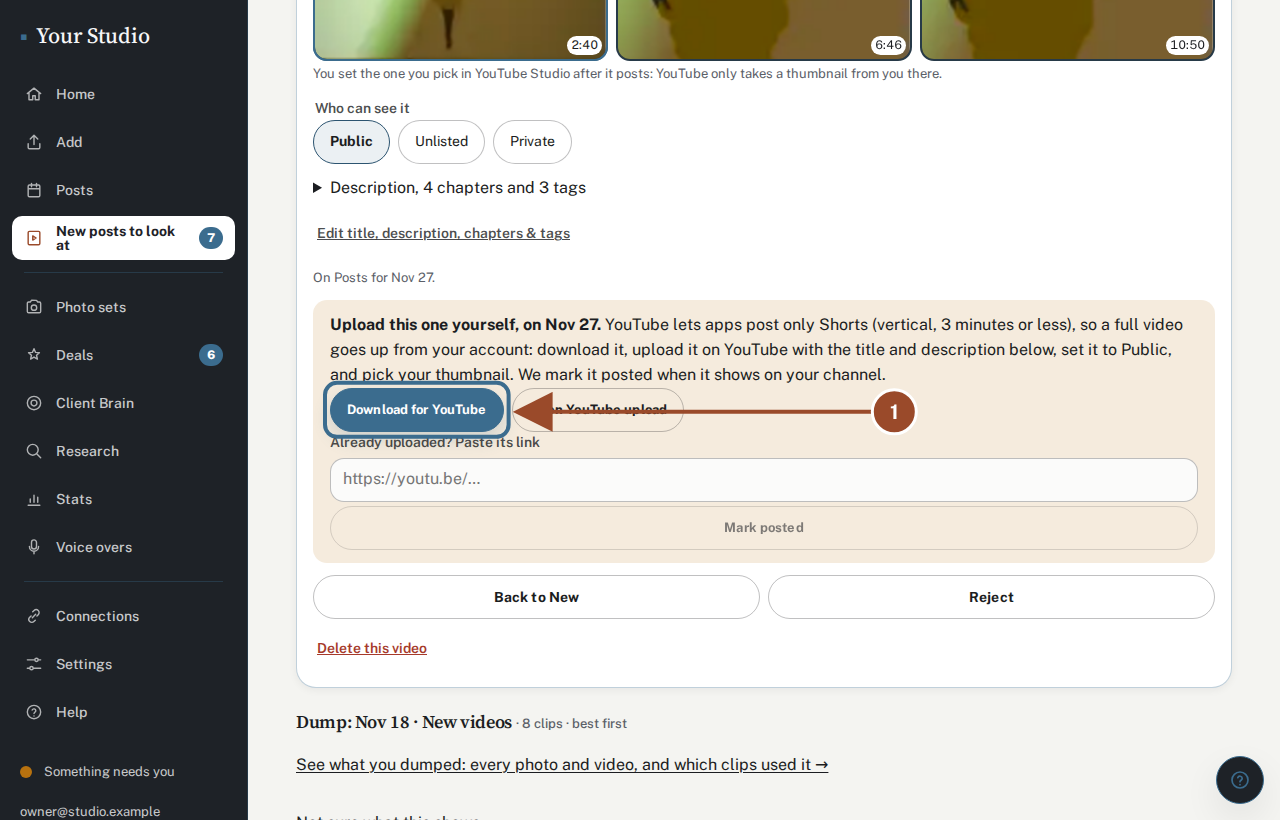 Your Studio
Home
Add
Posts
New posts to look
at
7
Photo sets
Deals
6
Client Brain
Research
Stats
Voice overs
Connections
Settings
Help
Something needs you
owner@studio.example
2:40
6:46
10:50
You set the one you pick in YouTube Studio after it posts: YouTube only takes a thumbnail from you there.
Who can see it
Public
Unlisted
Private
Description, 4 chapters and 3 tags
Edit title, description, chapters & tags
On Posts for Nov 27.
Upload this one yourself, on Nov 27. YouTube lets apps post only Shorts (vertical, 3 minutes or less), so a full video
goes up from your account: download it, upload it on YouTube with the title and description below, set it to Public,
and pick your thumbnail. We mark it posted when it shows on your channel.
Download for YouTube
YouTube upload
1
Already uploaded? Paste its link
https://youtu.be/...
Mark posted
Back to New
Reject
Delete this video
Dump: Nov 18 · New videos · 8 clips · best first
See what you dumped: every photo and video, and which clips used it →